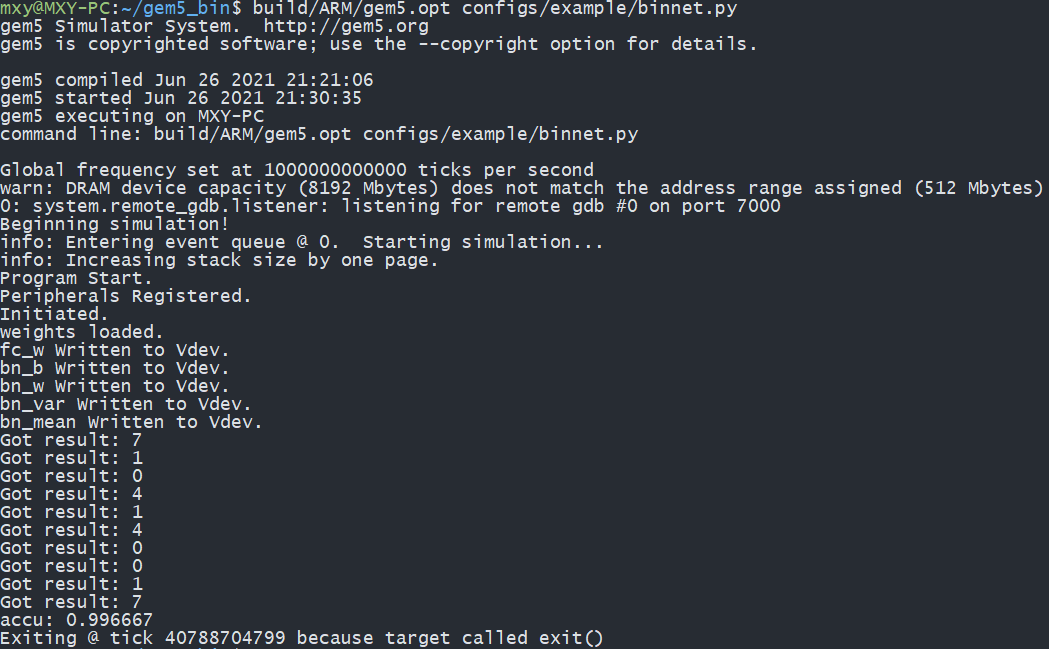 mxy@MXY-PC:~/gem5_bin$ build/ARM/gem5.opt configs/example/binnet.py
gem5 Simulator System.  http://gem5.org
gem5 is copyrighted software; use the --copyright option for details.

gem5 compiled Jun 26 2021 21:21:06
gem5 started Jun 26 2021 21:30:35
gem5 executing on MXY-PC
command line: build/ARM/gem5.opt configs/example/binnet.py

Global frequency set at 1000000000000 ticks per second
warn: DRAM device capacity (8192 Mbytes) does not match the address range assigned (512 Mbytes)
0: system.remote_gdb.listener: listening for remote gdb #0 on port 7000
Beginning simulation!
info: Entering event queue @ 0.  Starting simulation...
info: Increasing stack size by one page.
Program Start.
Peripherals Registered.
Initiated.
weights loaded.
fc_w Written to Vdev.
bn_b Written to Vdev.
bn_w Written to Vdev.
bn_var Written to Vdev.
bn_mean Written to Vdev.
Got result: 7
Got result: 1
Got result: 0
Got result: 4
Got result: 1
Got result: 4
Got result: 0
Got result: 0
Got result: 1
Got result: 7
accu: 0.996667
Exiting @ tick 40788704799 because target called exit()